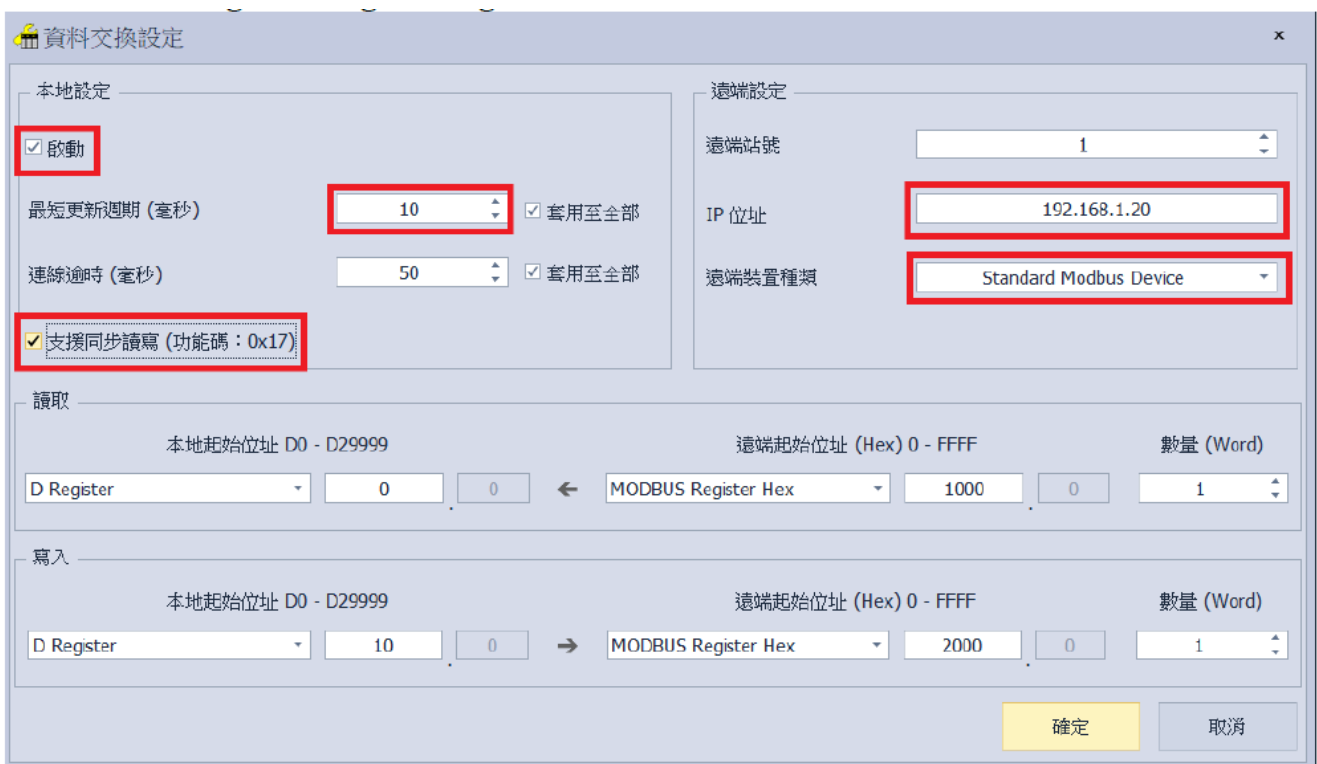 資料交換設定 x
本地設定
啟動
最短更新週期 (毫秒) 10 套用至全部
連線逾時 (毫秒) 50 套用至全部
支援同步讀寫 (功能碼：0x17)
遠端設定
遠端站號 1
IP 位址 192.168.1.20
遠端裝置種類 Standard Modbus Device
讀取
本地起始位址 D0 - D29999 遠端起始位址 (Hex) 0 - FFFF 數量 (Word)
D Register 0 . 0 MODBUS Register Hex 1000 . 0 1
寫入
本地起始位址 D0 - D29999 遠端起始位址 (Hex) 0 - FFFF 數量 (Word)
D Register 10 . 0 MODBUS Register Hex 2000 . 0 1
確定 取消